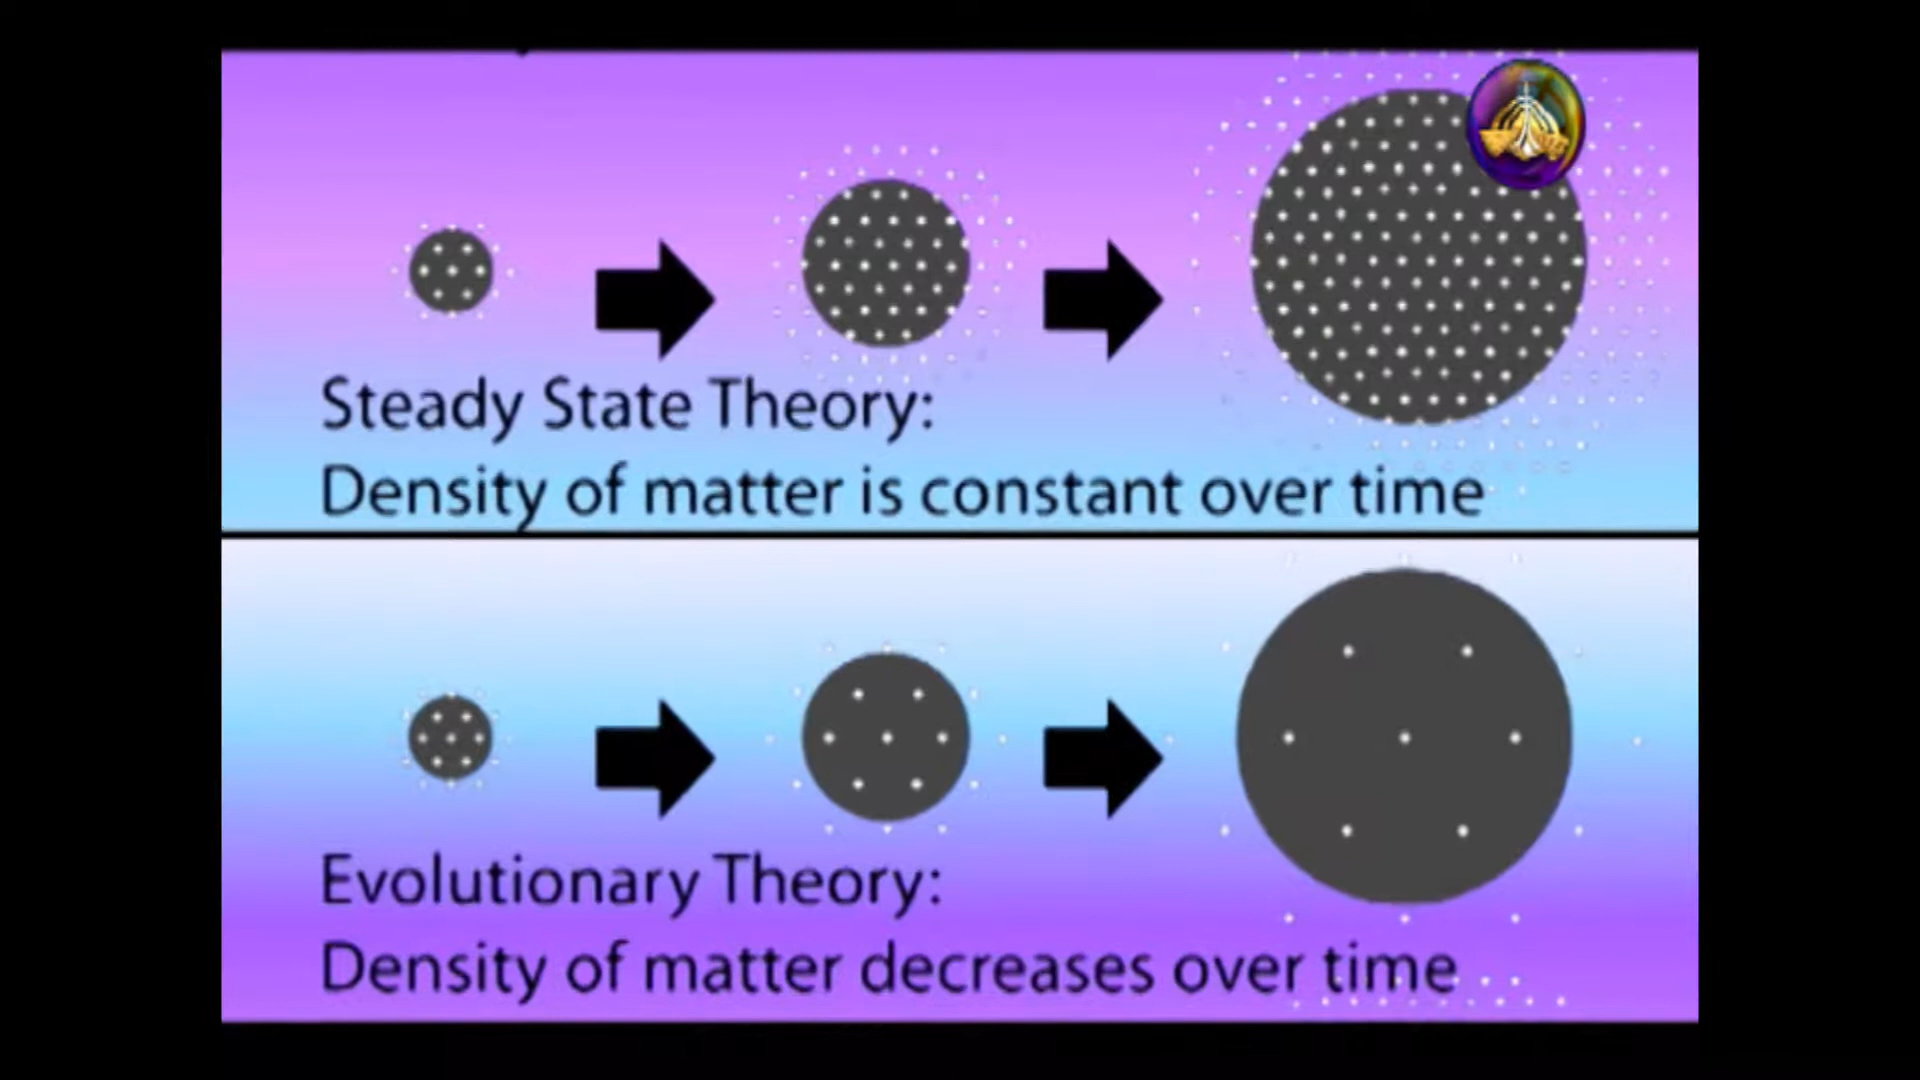 Steady State Theory:
Density of matter is constant over time
Evolutionary Theory:
Density of matter decreases over time